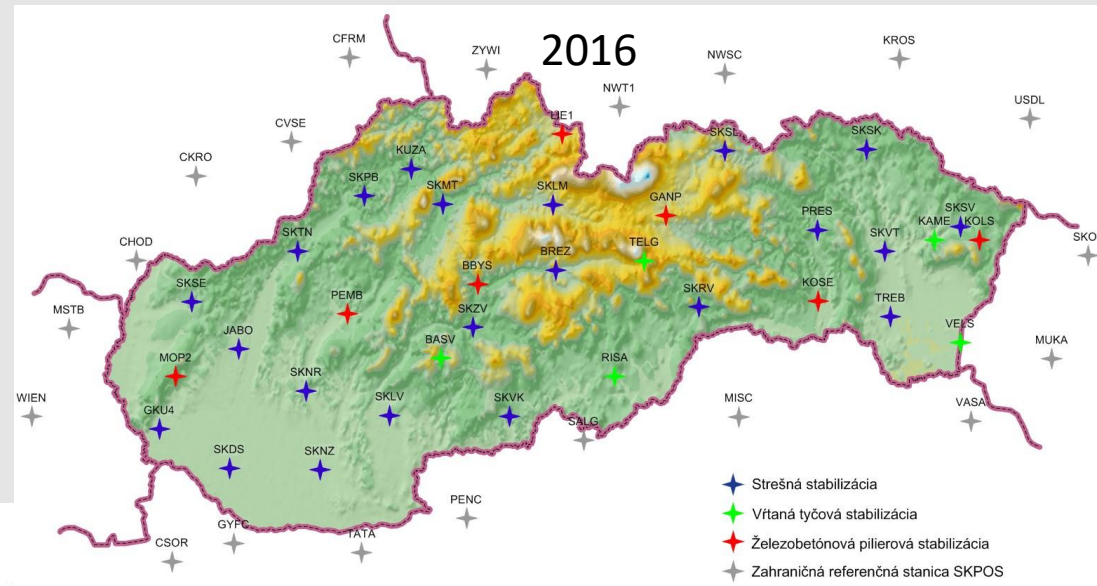 2016
CFRM
ZYWI
NWSC
KROS
NWT1
USDL
LIE1
CVSE
SKSL
SKSK
KUZA
CKRO
SKPB
SKMT
SKLM
GANP
SKSV
PRES
KAME
KOLS
SKTN
SKVT
SKO
CHOD
TELG
BREZ
BBYS
SKSE
PEMB
SKRV
KOSE
MSTB
SKZV
TREB
JABO
BASV
VELS
MUKA
MOP2
RISA
SKNR
WIEN
GKU4
SKLV
SKVK
MISC
VASA
SALG
SKDS
SKNZ
PENC
GYFC
TATA
CSOR
Strešná stabilizácia
Vŕtaná tyčová stabilizácia
Železobetónová pilierová stabilizácia
Zahraničná referenčná stanica SKPOS